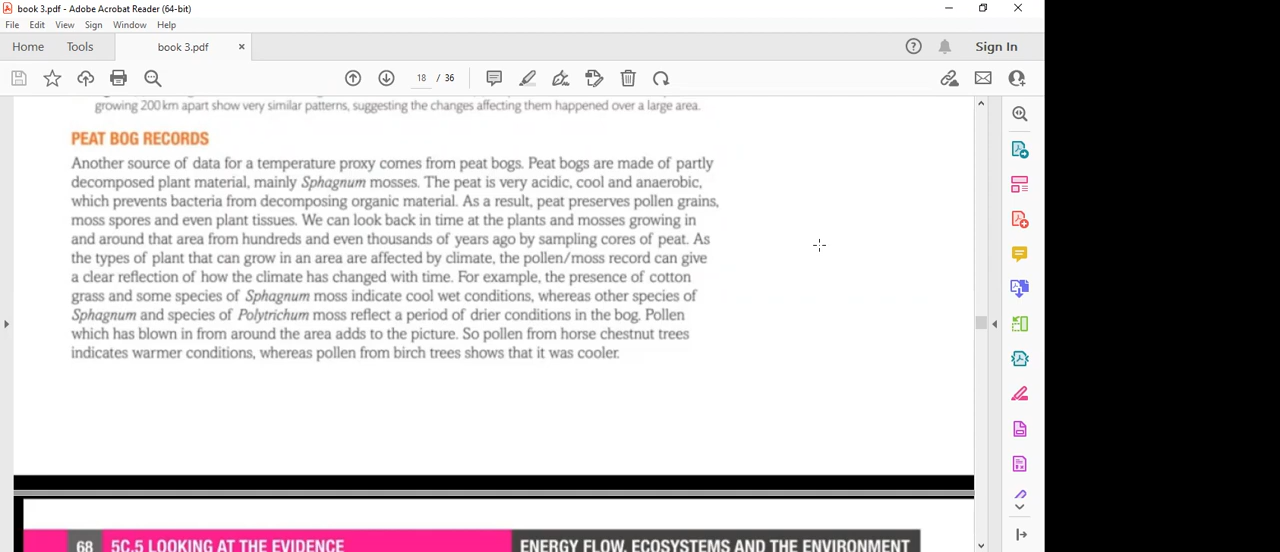 book 3.pdf - Adobe Acrobat Reader (64-bit)
File Edit View Sign Window Help
Home Tools book 3.pdf × Sign In
18 / 36
growing 200 km apart show very similar patterns, suggesting the changes affecting them happened over a large area.
PEAT BOG RECORDS
Another source of data for a temperature proxy comes from peat bogs. Peat bogs are made of partly
decomposed plant material, mainly Sphagnum mosses. The peat is very acidic, cool and anaerobic,
which prevents bacteria from decomposing organic material. As a result, peat preserves pollen grains,
moss spores and even plant tissues. We can look back in time at the plants and mosses growing in
and around that area from hundreds and even thousands of years ago by sampling cores of peat. As
the types of plant that can grow in an area are affected by climate, the pollen/moss record can give
a clear reflection of how the climate has changed with time. For example, the presence of cotton
grass and some species of Sphagnum moss indicate cool wet conditions, whereas other species of
Sphagnum and species of Polytrichum moss reflect a period of drier conditions in the bog. Pollen
which has blown in from around the area adds to the picture. So pollen from horse chestnut trees
indicates warmer conditions, whereas pollen from birch trees shows that it was cooler.
68 5C.5 LOOKING AT THE EVIDENCE ENERGY FLOW, ECOSYSTEMS AND THE ENVIRONMENT